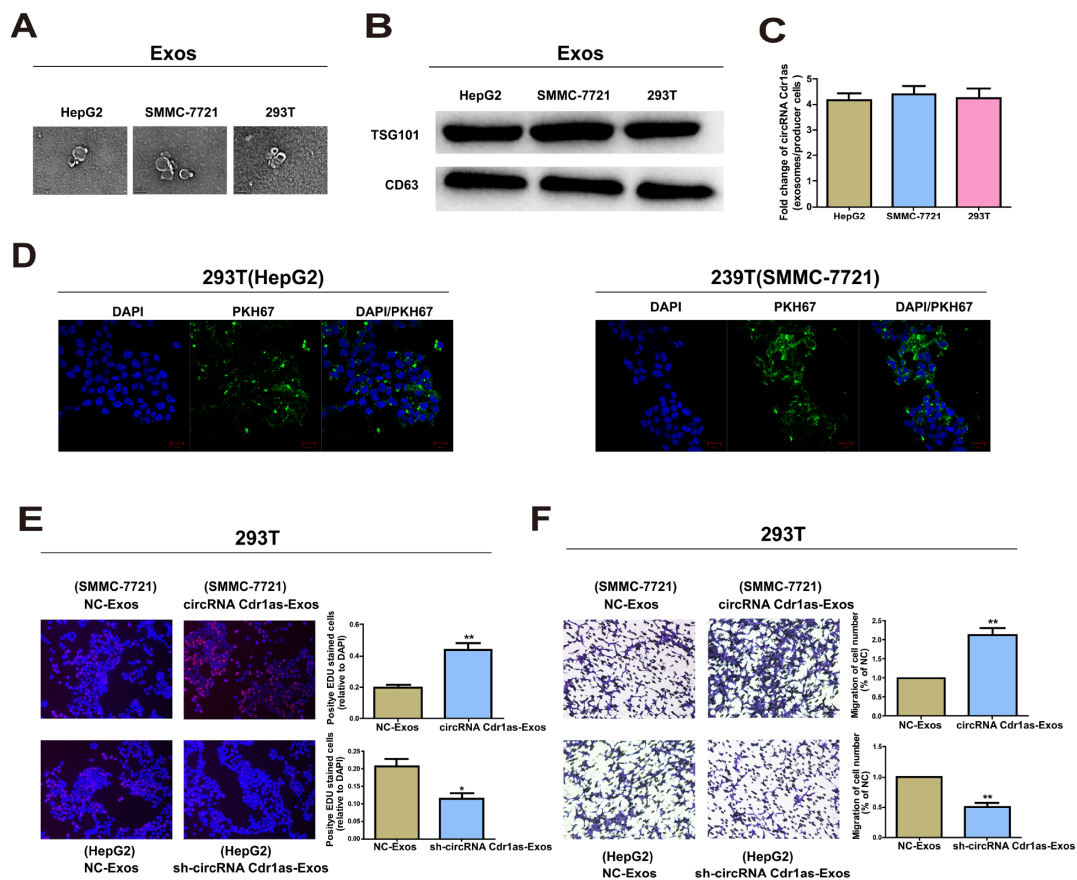 A
Exos
HepG2 SMMC-7721 293T
B
Exos
HepG2 SMMC-7721 293T
TSG101
CD63
C
Fold change of circRNA Cdr1as
(exosomes/producer cells )
5
4
3
2
1
0
HepG2 SMMC-7721 293T
D
293T(HepG2)
DAPI PKH67 DAPI/PKH67
239T(SMMC-7721)
DAPI PKH67 DAPI/PKH67
E
293T
(SMMC-7721)
NC-Exos
(SMMC-7721)
circRNA Cdr1as-Exos
Positye EDU stained cells
(relative to DAPI)
0.6
0.4
0.2
0.0
**
NC-Exos circRNA Cdr1as-Exos
Positye EDU stained cells
(relative to DAPI)
0.25
0.20
0.15
0.10
0.05
0.00
*
NC-Exos sh-circRNA Cdr1as-Exos
(HepG2)
NC-Exos
(HepG2)
sh-circRNA Cdr1as-Exos
F
293T
(SMMC-7721)
NC-Exos
(SMMC-7721)
circRNA Cdr1as-Exos
Migration of cell number
(% of NC)
2.5
2.0
1.5
1.0
0.5
0.0
**
NC-Exos circRNA Cdr1as-Exos
Migration of cell number
(% of NC)
1.5
1.0
0.5
0.0
**
NC-Exos sh-circRNA Cdr1as-Exos
(HepG2)
NC-Exos
(HepG2)
sh-circRNA Cdr1as-Exos